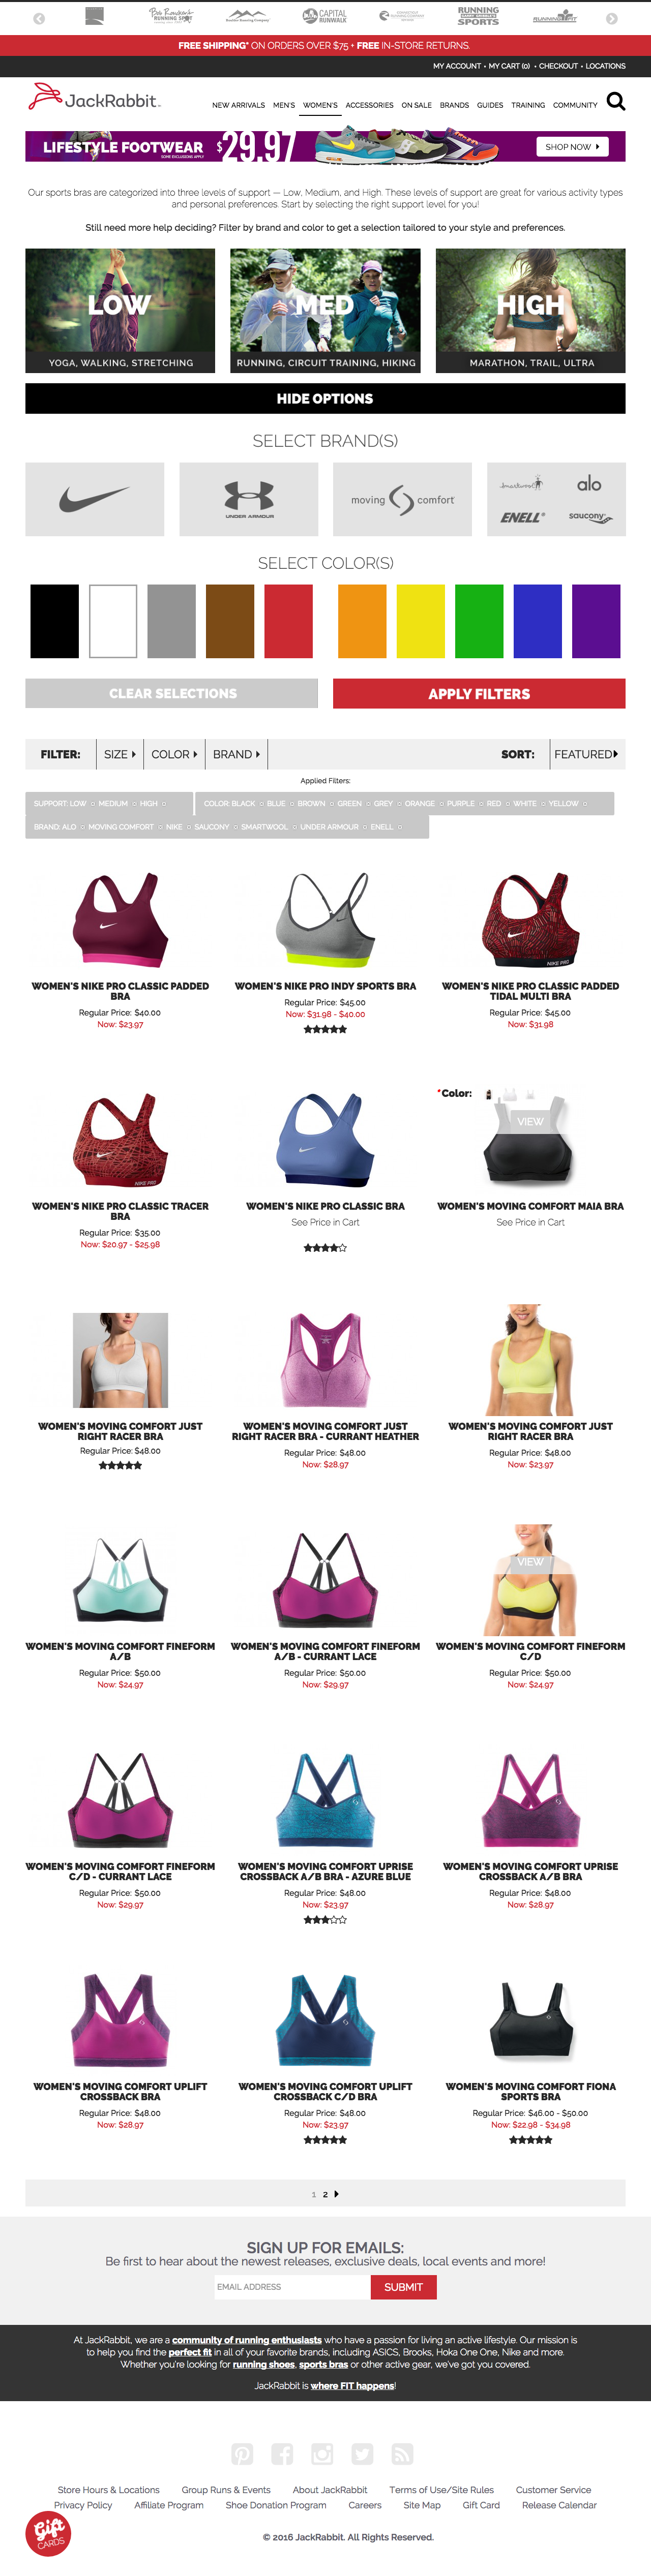 CAPITAL
RUNWALK
RUNNING
SPORTS
FREE SHIPPING* ON ORDERS OVER $75 + FREE IN-STORE RETURNS.
MY ACCOUNT • MY CART (0) • CHECKOUT • LOCATIONS
JackRabbit
NEW ARRIVALS MEN'S WOMEN'S ACCESSORIES ON SALE BRANDS GUIDES TRAINING COMMUNITY
LIFESTYLE FOOTWEAR $29.97 SHOP NOW
SOME EXCLUSIONS APPLY
Our sports bras are categorized into three levels of support — Low, Medium, and High. These levels of support are great for various activity types
and personal preferences. Start by selecting the right support level for you!
Still need more help deciding? Filter by brand and color to get a selection tailored to your style and preferences.
LOW MED HIGH
YOGA, WALKING, STRETCHING RUNNING, CIRCUIT TRAINING, HIKING MARATHON, TRAIL, ULTRA
HIDE OPTIONS
SELECT BRAND(S)
UNDER ARMOUR
moving comfort
smartwool alo
ENELL saucony
SELECT COLOR(S)
CLEAR SELECTIONS APPLY FILTERS
FILTER: SIZE COLOR BRAND SORT: FEATURED
Applied Filters:
SUPPORT: LOW MEDIUM HIGH COLOR: BLACK BLUE BROWN GREEN GREY ORANGE PURPLE RED WHITE YELLOW
BRAND: ALO MOVING COMFORT NIKE SAUCONY SMARTWOOL UNDER ARMOUR ENELL
NIKE PRO
WOMEN'S NIKE PRO CLASSIC PADDED
BRA
Regular Price: $40.00
Now: $23.97
WOMEN'S NIKE PRO INDY SPORTS BRA
Regular Price: $45.00
Now: $31.98 - $40.00
WOMEN'S NIKE PRO CLASSIC PADDED
TIDAL MULTI BRA
Regular Price: $45.00
Now: $31.98
NIKE PRO
WOMEN'S NIKE PRO CLASSIC TRACER
BRA
Regular Price: $35.00
Now: $20.97 - $25.98
WOMEN'S NIKE PRO CLASSIC BRA
See Price in Cart
*Color:
VIEW
WOMEN'S MOVING COMFORT MAIA BRA
See Price in Cart
WOMEN'S MOVING COMFORT JUST
RIGHT RACER BRA
Regular Price: $48.00
WOMEN'S MOVING COMFORT JUST
RIGHT RACER BRA - CURRANT HEATHER
Regular Price: $48.00
Now: $28.97
WOMEN'S MOVING COMFORT JUST
RIGHT RACER BRA
Regular Price: $48.00
Now: $23.97
WOMEN'S MOVING COMFORT FINEFORM
A/B
Regular Price: $50.00
Now: $24.97
WOMEN'S MOVING COMFORT FINEFORM
A/B - CURRANT LACE
Regular Price: $50.00
Now: $29.97
VIEW
WOMEN'S MOVING COMFORT FINEFORM
C/D
Regular Price: $50.00
Now: $24.97
WOMEN'S MOVING COMFORT FINEFORM
C/D - CURRANT LACE
Regular Price: $50.00
Now: $29.97
WOMEN'S MOVING COMFORT UPRISE
CROSSBACK A/B BRA - AZURE BLUE
Regular Price: $48.00
Now: $23.97
WOMEN'S MOVING COMFORT UPRISE
CROSSBACK A/B BRA
Regular Price: $48.00
Now: $28.97
WOMEN'S MOVING COMFORT UPLIFT
CROSSBACK BRA
Regular Price: $48.00
Now: $28.97
WOMEN'S MOVING COMFORT UPLIFT
CROSSBACK C/D BRA
Regular Price: $48.00
Now: $23.97
WOMEN'S MOVING COMFORT FIONA
SPORTS BRA
Regular Price: $46.00 - $50.00
Now: $22.98 - $34.98
1 2
SIGN UP FOR EMAILS:
Be first to hear about the newest releases, exclusive deals, local events and more!
EMAIL ADDRESS SUBMIT
At JackRabbit, we are a community of running enthusiasts who have a passion for living an active lifestyle. Our mission is
to help you find the perfect fit in all of your favorite brands, including ASICS, Brooks, Hoka One One, Nike and more.
Whether you're looking for running shoes, sports bras or other active gear, we've got you covered.
JackRabbit is where FIT happens!
Store Hours & Locations Group Runs & Events About JackRabbit Terms of Use/Site Rules Customer Service
Privacy Policy Affiliate Program Shoe Donation Program Careers Site Map Gift Card Release Calendar
Gift
CARDS
© 2016 JackRabbit. All Rights Reserved.